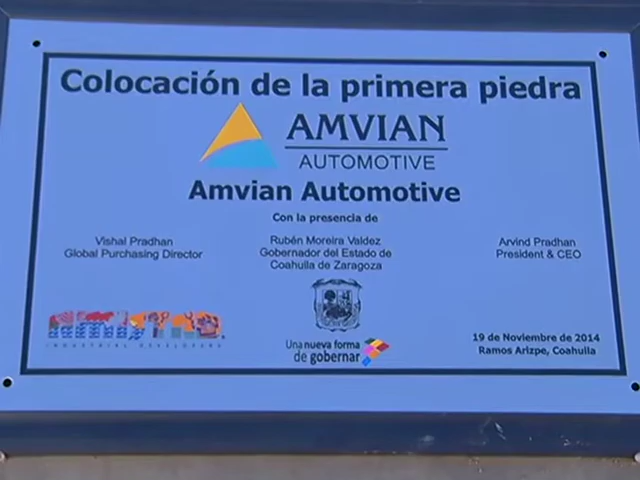 Colocación de la primera piedra
AMVIAN
AUTOMOTIVE
Amvian Automotive
Con la presencia de
Vishal Pradhan
Global Purchasing Director
Rubén Moreira Valdez
Gobernador del Estado de
Coahuila de Zaragoza
Arvind Pradhan
President & CEO
INDUSTRIAL DEVELOPERS
Una nueva forma
de gobernar
19 de Noviembre de 2014
Ramos Arizpe, Coahuila